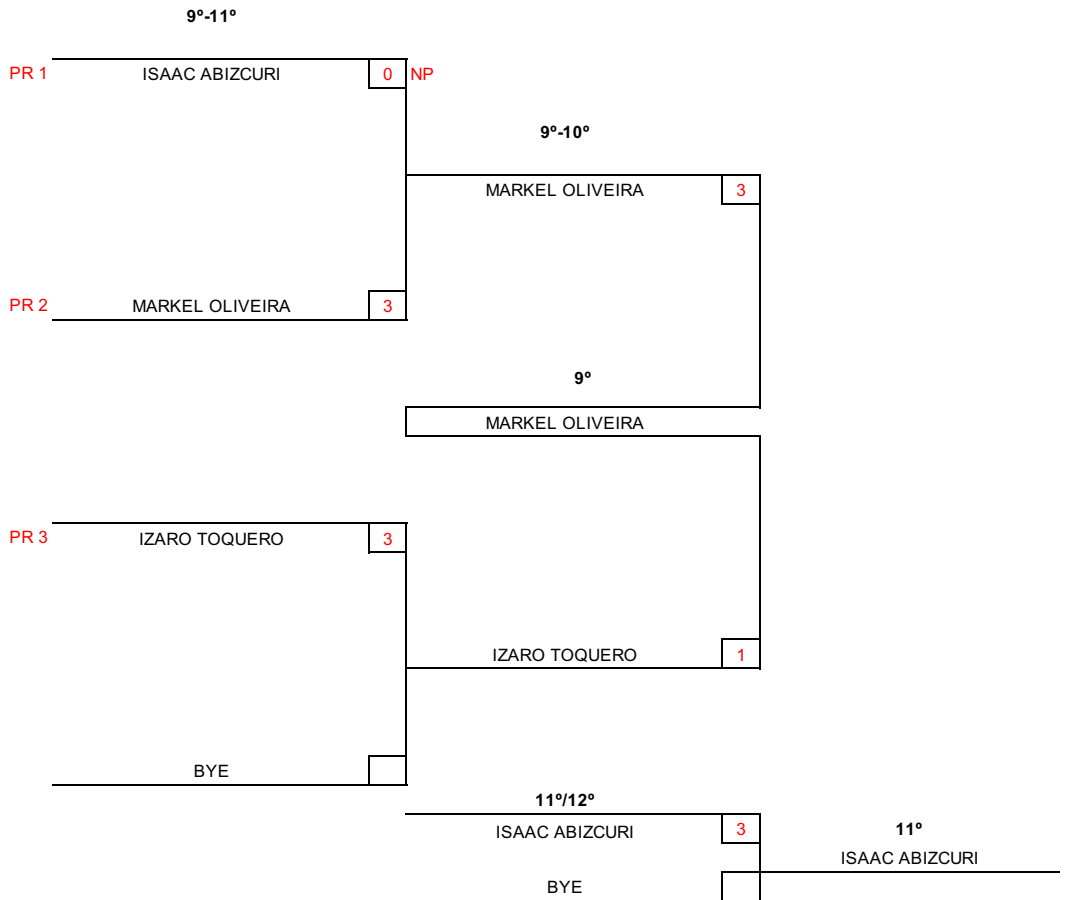 9º-11º
PR 1 ISAAC ABIZCURI 0 NP
9º-10º
MARKEL OLIVEIRA 3
PR 2 MARKEL OLIVEIRA 3
9º
MARKEL OLIVEIRA
PR 3 IZARO TOQUERO 3
IZARO TOQUERO 1
BYE
11º/12º
ISAAC ABIZCURI 3
11º
ISAAC ABIZCURI
BYE